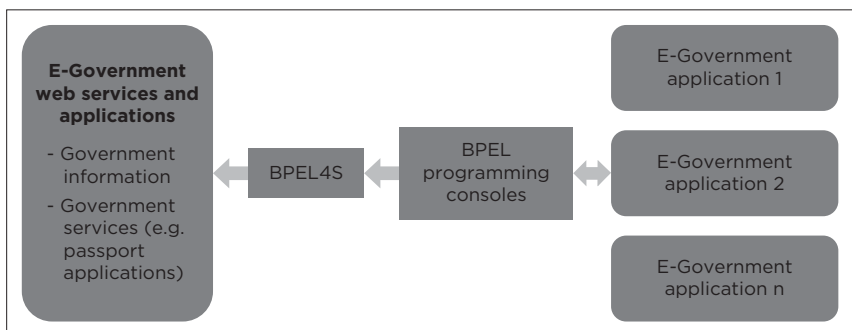 E-Government
web services and
applications
- Government
information
- Government
services (e.g.
passport
applications)
BPEL4S
BPEL
programming
consoles
E-Government
application 1
E-Government
application 2
E-Government
application n